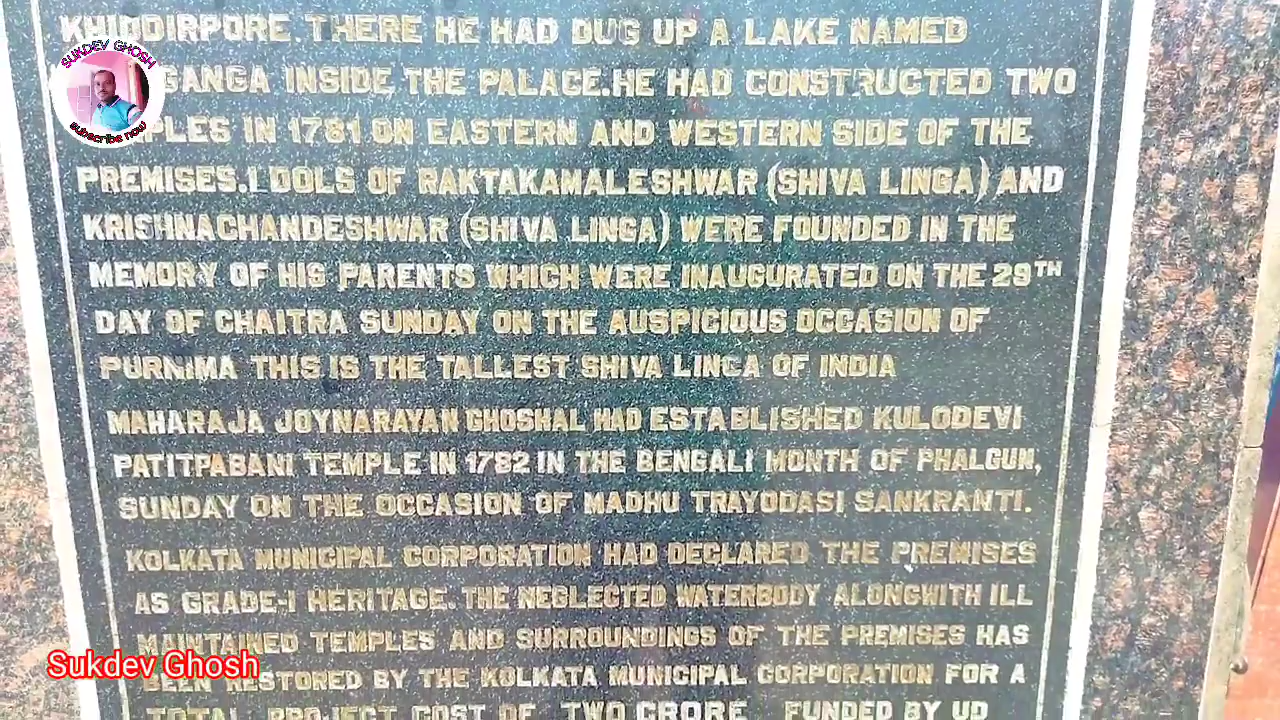 KHIDDIRPORE. THERE HE HAD DUG UP A LAKE NAMED
GANGA INSIDE THE PALACE. HE HAD CONSTRUCTED TWO
IN 1781 ON EASTERN AND WESTERN SIDE OF THE
PREMISES. IDOLS OF RAKTAKAMALESHWAR (SHIVA LINGA) AND
KRISHNACHANDESHWAR (SHIVA LINGA) WERE FOUNDED IN THE
MEMORY OF HIS PARENTS WHICH WERE INAUGURATED ON THE 29TH
DAY OF CHAITRA SUNDAY ON THE AUSPICIOUS OCCASION OF
PURNIMA THIS IS THE TALLEST SHIVA LINGA OF INDIA
MAHARAJA JOYNARAYAN GHOSHAL HAD ESTABLISHED KULODEVI
PATITPABANI TEMPLE IN 1782 IN THE BENGALI MONTH OF PHALGUN,
SUNDAY ON THE OCCASION OF MADHU TRAYODASI SANKRANTI.
KOLKATA MUNICIPAL CORPORATION HAD DECLARED THE PREMISES
AS GRADE-I HERITAGE. THE NEGLECTED WATERBODY ALONGWITH ILL
MAINTAINED TEMPLES AND SURROUNDINGS OF THE PREMISES HAS
BEEN RESTORED BY THE KOLKATA MUNICIPAL CORPORATION FOR A
TOTAL PROJECT COST OF TWO CRORE FUNDED BY UD
SUKDEV GHOSH
subscribe now
Sukdev Ghosh